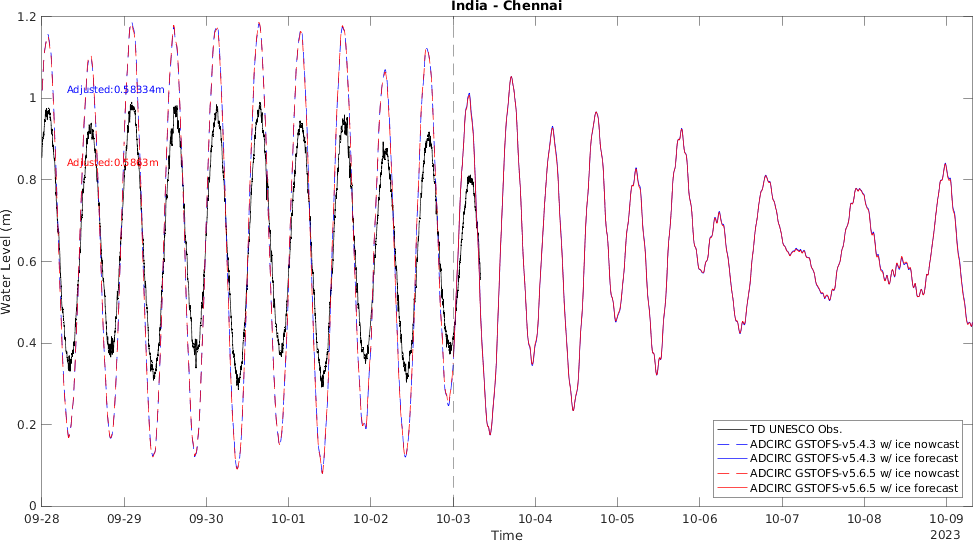 India - Chennai
1.2
1
0.8
0.6
0.4
0.2
0
Water Level (m)
Adjusted:0.58334m
Adjusted:0.5863m
TD UNESCO Obs.
ADCIRC GSTOFS-v5.4.3 w/ ice nowcast
ADCIRC GSTOFS-v5.4.3 w/ ice forecast
ADCIRC GSTOFS-v5.6.5 w/ ice nowcast
ADCIRC GSTOFS-v5.6.5 w/ ice forecast
09-28 09-29 09-30 10-01 10-02 10-03 10-04 10-05 10-06 10-07 10-08 10-09
2023
Time